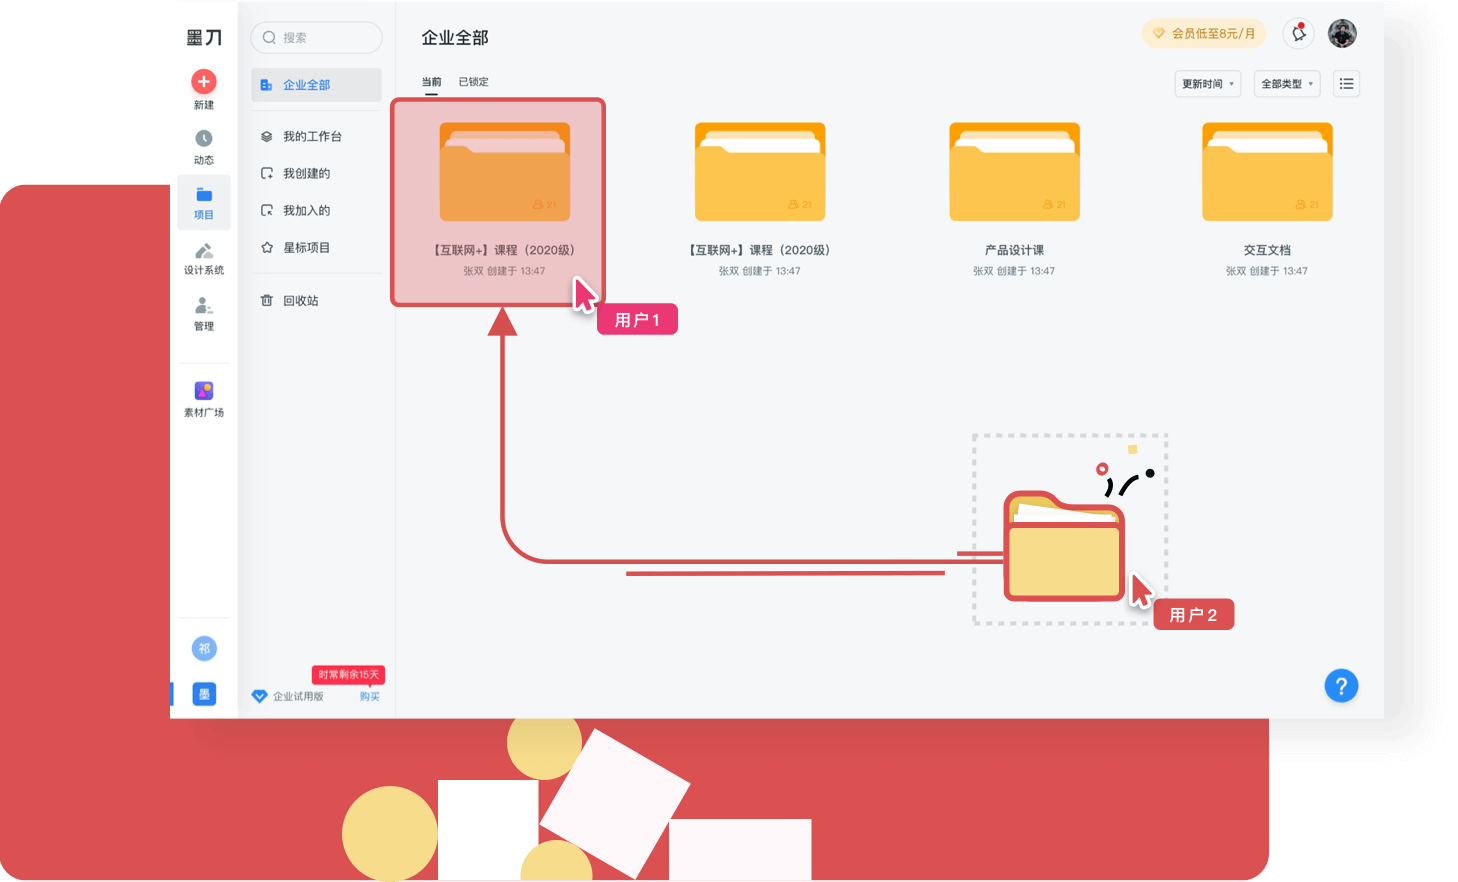 墨刀
新建
动态
项目
设计系统
管理
素材广场
祁
墨
搜索
企业全部
我的工作台
我创建的
我加入的
星标项目
回收站
时常剩余15天
企业试用版
购买
企业全部
会员低至8元/月
当前
已锁定
更新时间
全部类型
21
21
21
21
【互联网+】课程（2020级）
张双 创建于 13:47
【互联网+】课程（2020级）
张双 创建于 13:47
产品设计课
张双 创建于 13:47
交互文档
张双 创建于 13:47
用户1
用户2
?